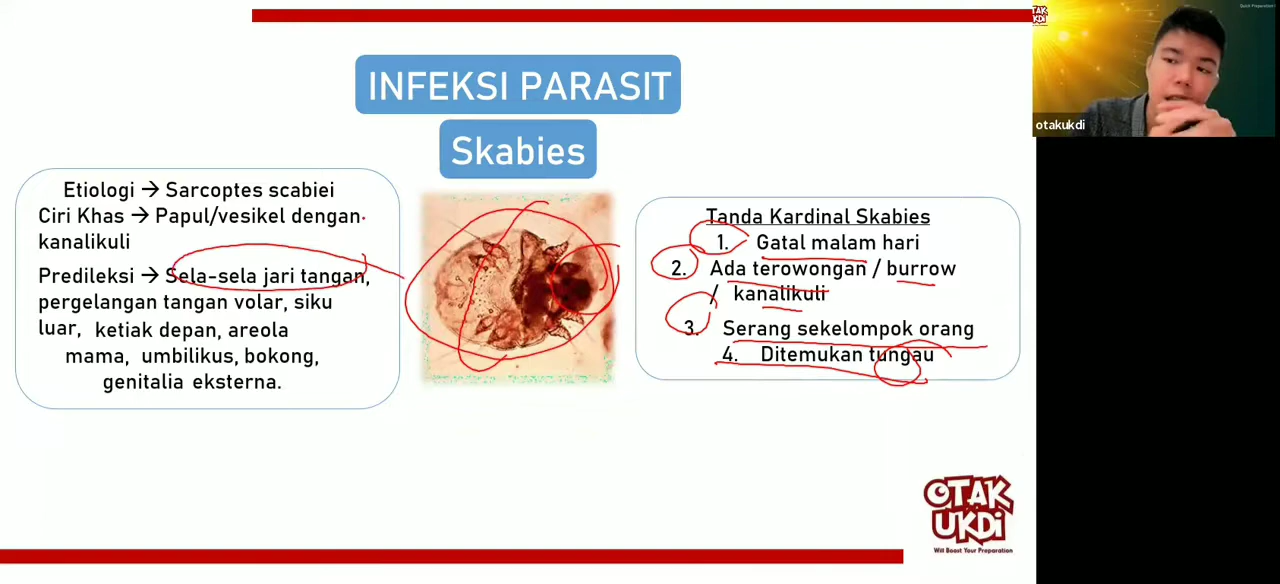 INFEKSI PARASIT
Skabies
Etiologi → Sarcoptes scabiei
Ciri Khas → Papul/vesikel dengan
kanalikuli
Predileksi → Sela-sela jari tangan,
pergelangan tangan volar, siku
luar, ketiak depan, areola
mama, umbilikus, bokong,
genitalia eksterna.
Tanda Kardinal Skabies
1. Gatal malam hari
2. Ada terowongan / burrow
/ kanalikuli
3. Serang sekelompok orang
4. Ditemukan tungau
otakukdi
OTAK
UKDi
Will Boost Your Preparation